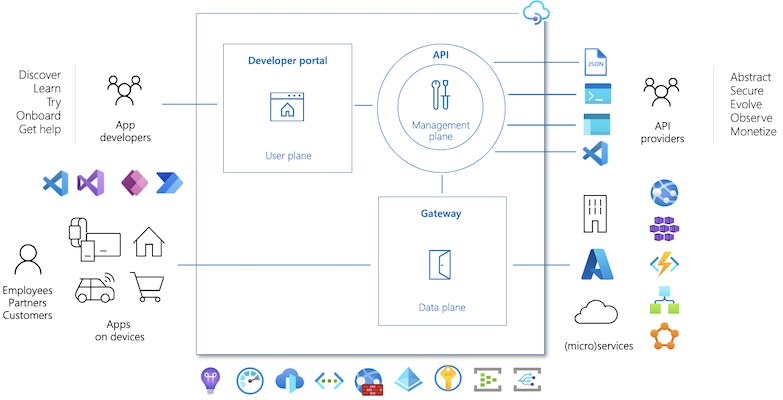 Discover
Learn
Try
Onboard
Get help
App
developers
Developer portal
User plane
API
Management
plane
JSON
API
providers
Abstract
Secure
Evolve
Observe
Monetize
Employees
Partners
Customers
Apps
on devices
Gateway
Data plane
(micro)services